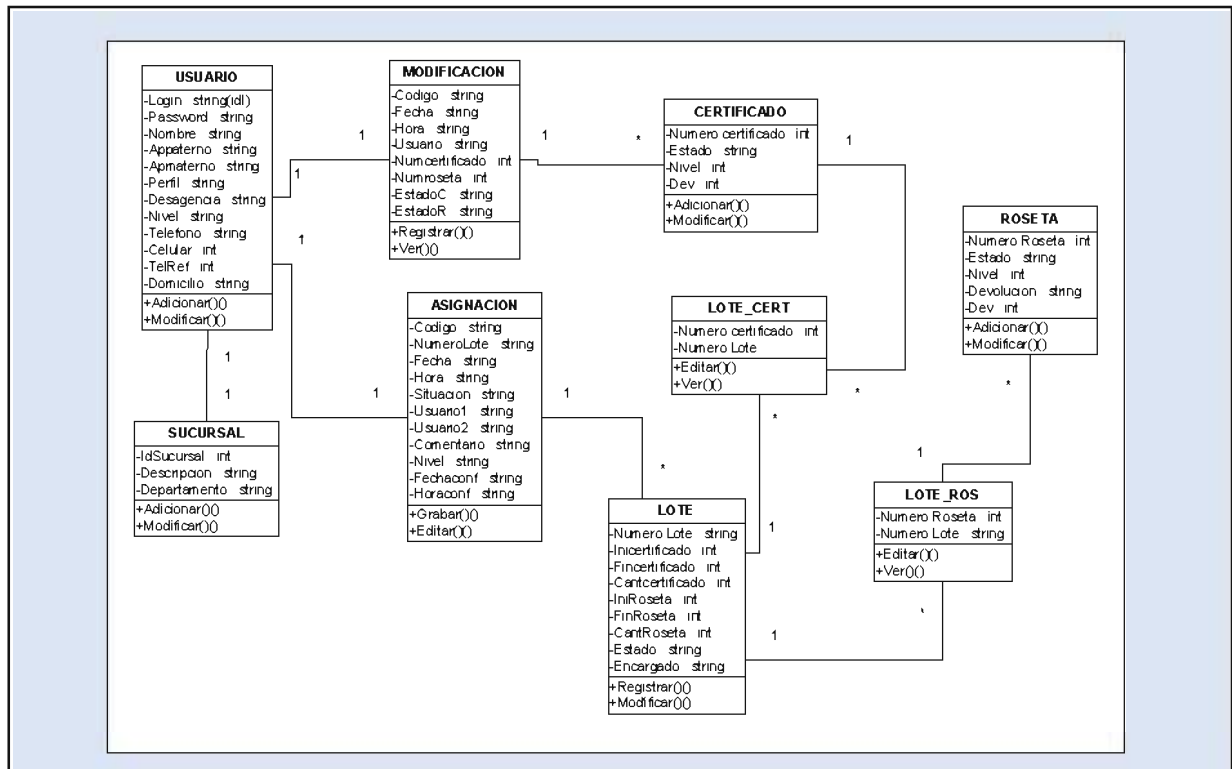 USUARIO
-Login string(idl)
-Password string
-Nombre string
-Appaterno string
-Apmaterno string
-Perfil string
-Desagencia string
-Nivel string
-Telefono string
-Celular int
-TelRef int
-Domicilio string
+Adicionar()()
+Modificar()()
MODIFICACION
-Codigo string
-Fecha string
-Hora string
-Usuario string
-Numcertificado int
-Numroseta int
-EstadoC string
-EstadoR string
+Registrar()()
+Ver()()
CERTIFICADO
-Numero certificado int
-Estado string
-Nivel int
-Dev int
+Adicionar()()
+Modificar()()
ROSETA
-Numero Roseta int
-Estado string
-Nivel int
-Devolucion string
-Dev int
+Adicionar()()
+Modificar()()
ASIGNACION
-Codigo string
-NumeroLote string
-Fecha string
-Hora string
-Situacion string
-Usuario1 string
-Usuario2 string
-Comentario string
-Nivel string
-Fechaconf string
-Horaconf string
+Grabar()()
+Editar()()
LOTE_CERT
-Numero certificado int
-Numero Lote
+Editar()()
+Ver()()
SUCURSAL
-IdSucursal int
-Descripcion string
-Departamento string
+Adicionar()()
+Modificar()()
LOTE
-Numero Lote string
-Inicertificado int
-Fincertificado int
-Cantcertificado int
-IniRoseta int
-FinRoseta int
-CantRoseta int
-Estado string
-Encargado string
+Registrar()()
+Modificar()()
LOTE_ROS
-Numero Roseta int
-Numero Lote string
+Editar()()
+Ver()()
1
1
1
*
1
1
1
1
1
1
*
*
*
1
*
1
1
*